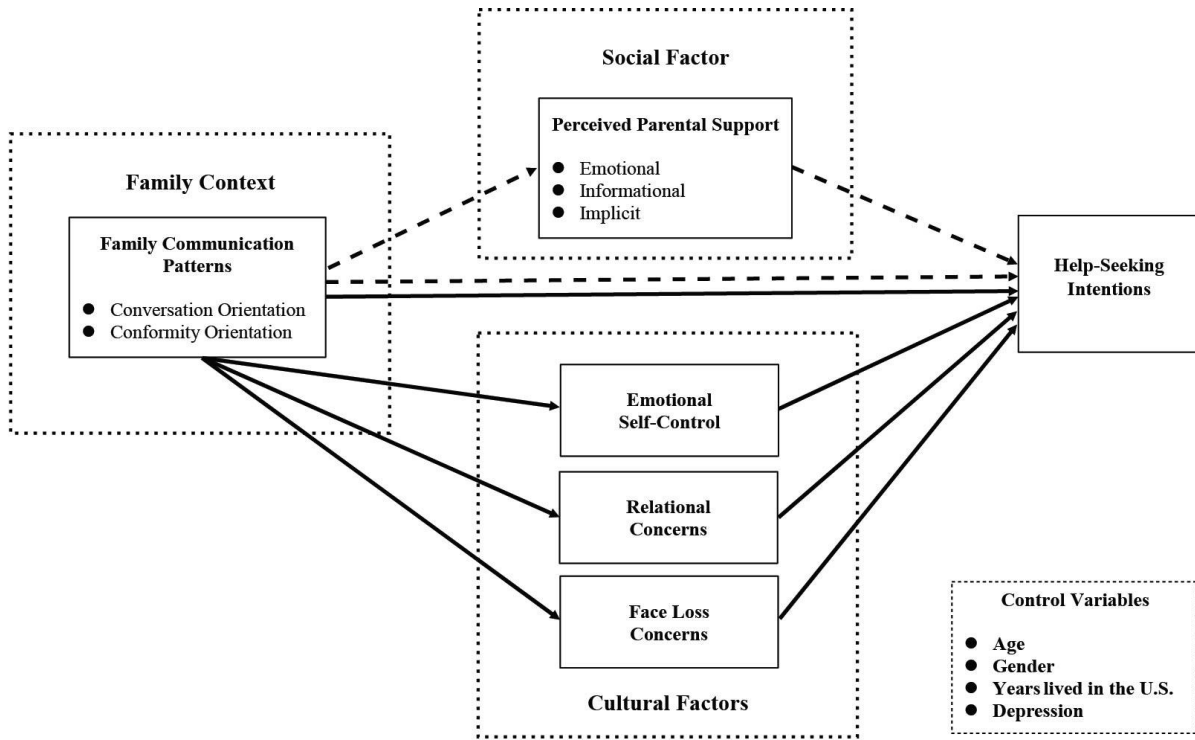 Social Factor
Perceived Parental Support
● Emotional
● Informational
● Implicit
Family Context
Family Communication
Patterns
● Conversation Orientation
● Conformity Orientation
Help-Seeking
Intentions
Emotional
Self-Control
Relational
Concerns
Face Loss
Concerns
Cultural Factors
Control Variables
● Age
● Gender
● Years lived in the U.S.
● Depression